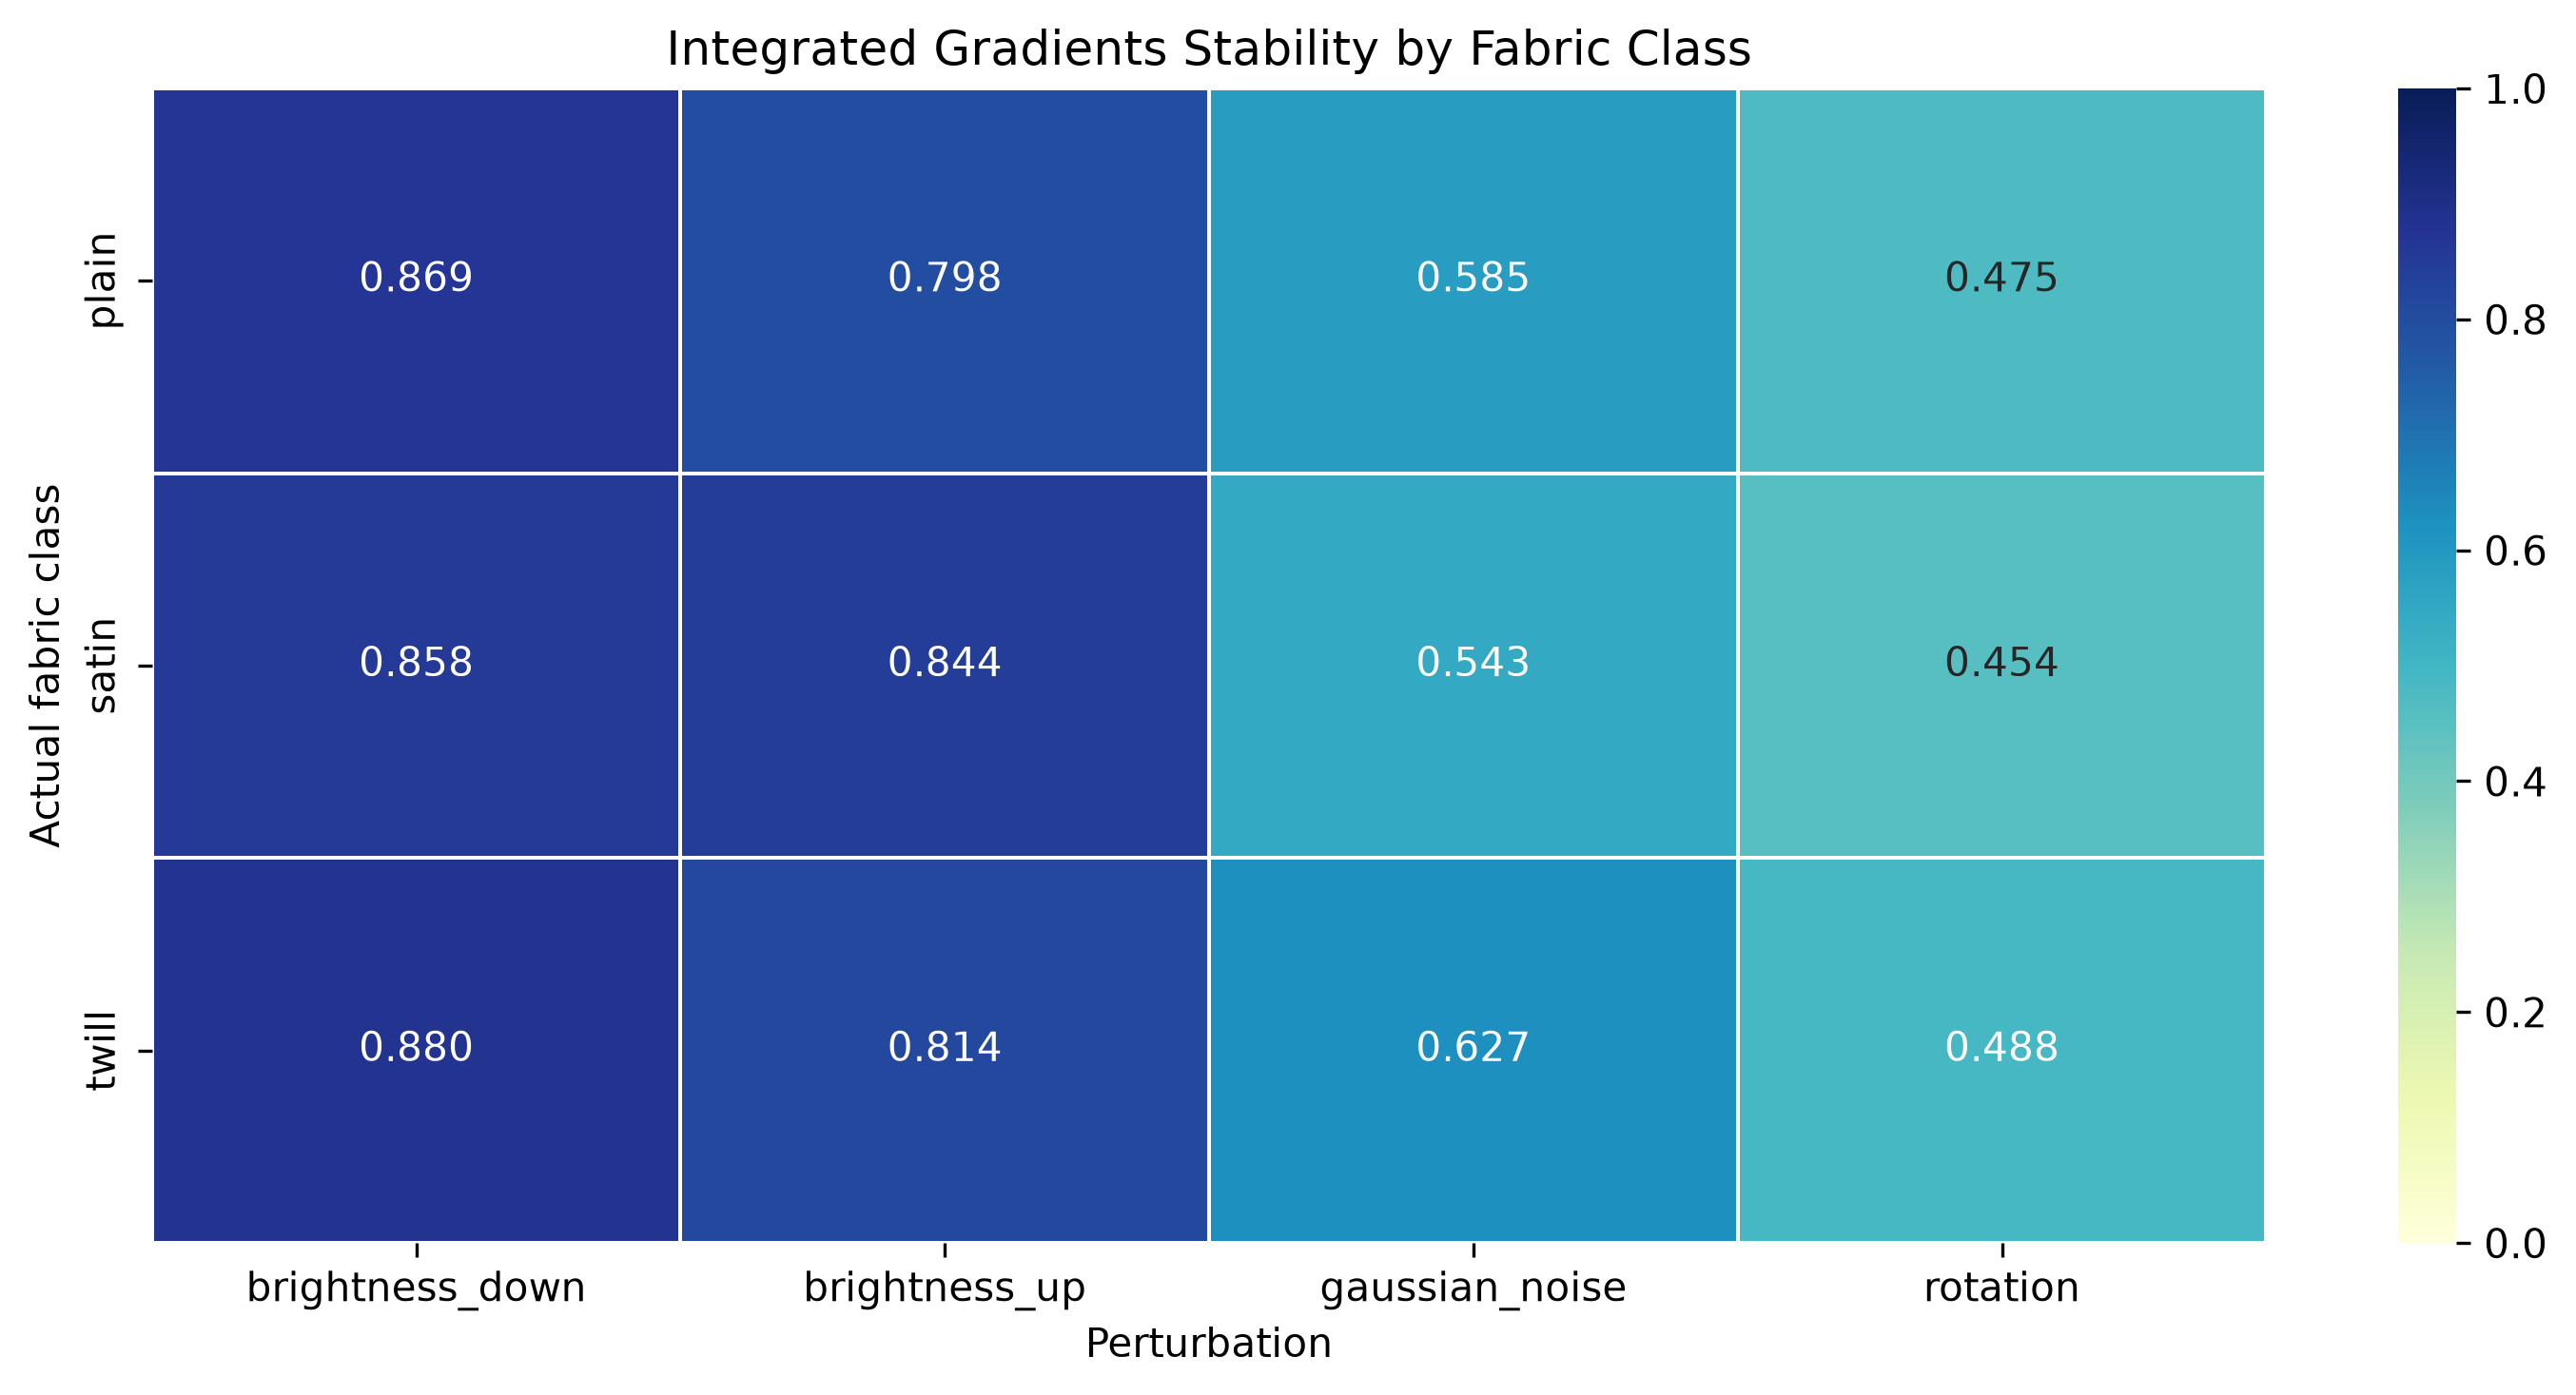 Integrated Gradients Stability by Fabric Class
Actual fabric class
plain
0.869 0.798 0.585 0.475
satin
0.858 0.844 0.543 0.454
twill
0.880 0.814 0.627 0.488
brightness_down brightness_up gaussian_noise rotation
Perturbation
1.0
0.8
0.6
0.4
0.2
0.0